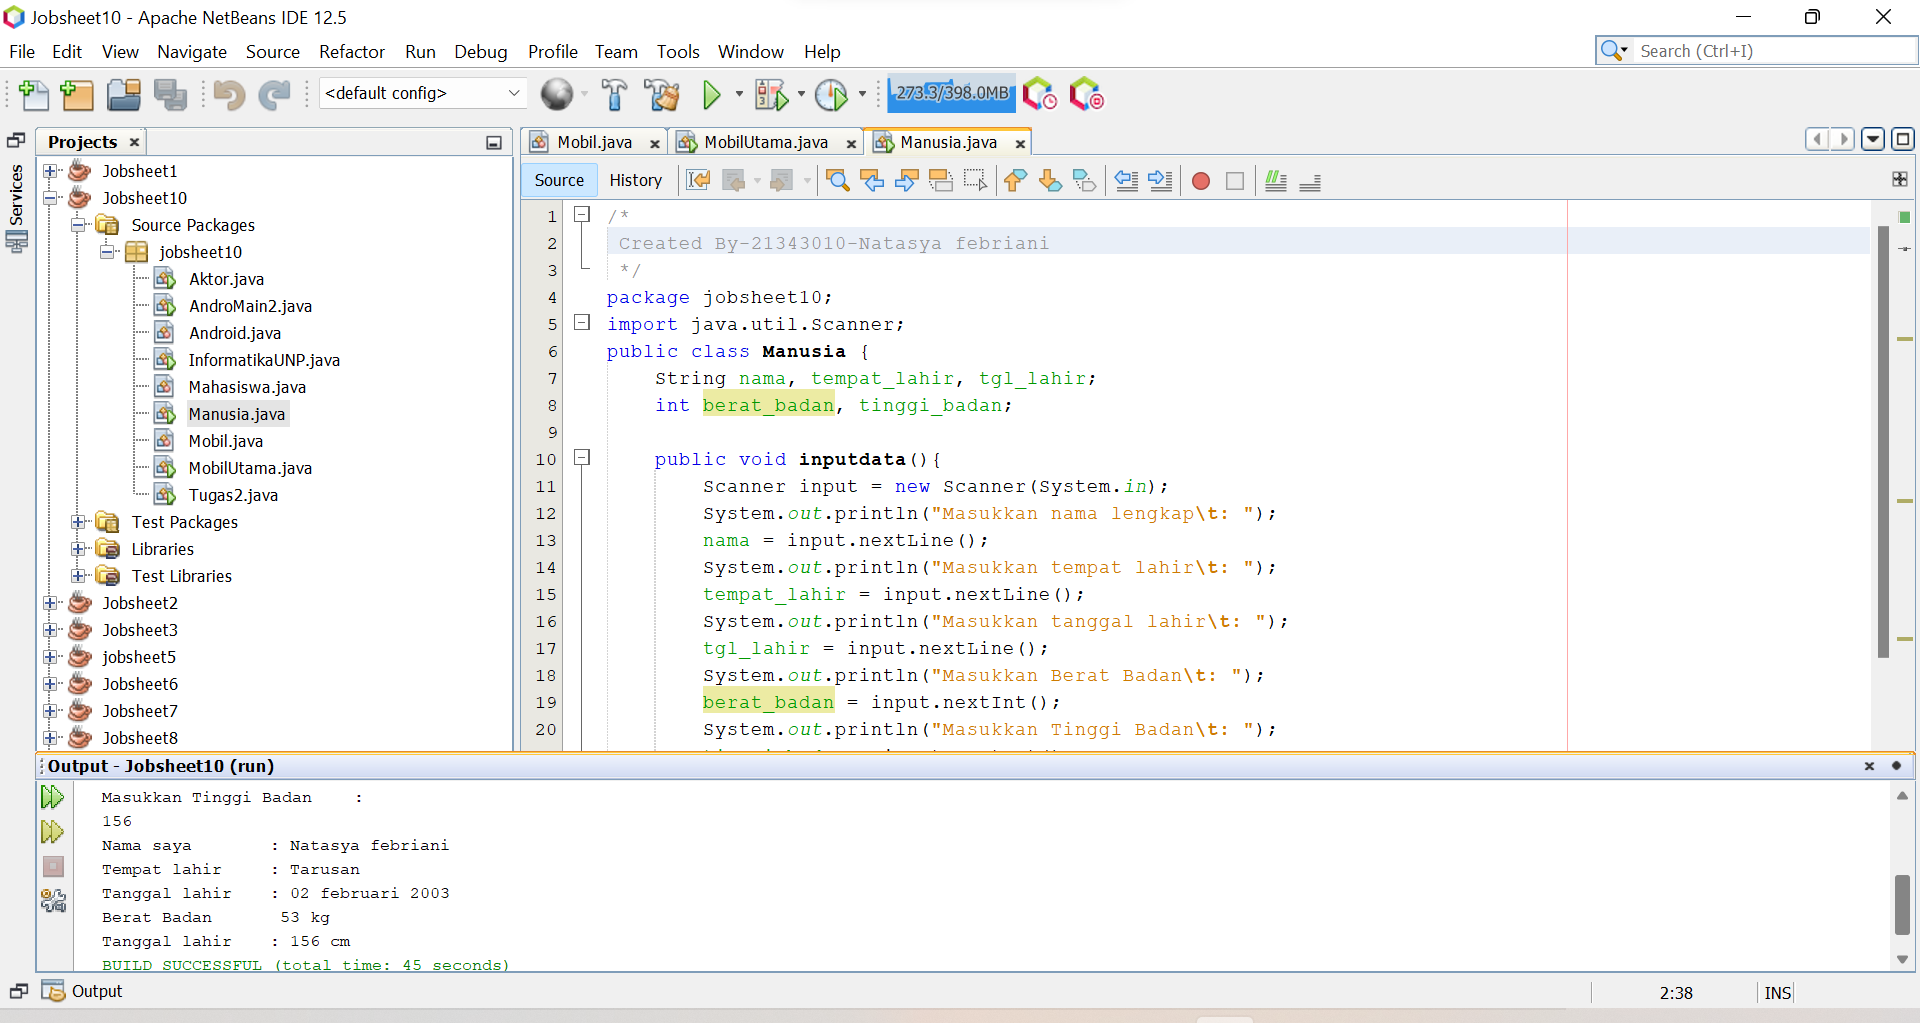 Jobsheet10 - Apache NetBeans IDE 12.5
File Edit View Navigate Source Refactor Run Debug Profile Team Tools Window Help
Search (Ctrl+I)
<default config>
273.3/398.0MB
Services
Projects
Jobsheet1
Jobsheet10
Source Packages
jobsheet10
Aktor.java
AndroMain2.java
Android.java
InformatikaUNP.java
Mahasiswa.java
Manusia.java
Mobil.java
MobilUtama.java
Tugas2.java
Test Packages
Libraries
Test Libraries
Jobsheet2
Jobsheet3
jobsheet5
Jobsheet6
Jobsheet7
Jobsheet8
Mobil.java MobilUtama.java Manusia.java
Source History
1 /*
2 Created By-21343010-Natasya febriani
3 */
4 package jobsheet10;
5 import java.util.Scanner;
6 public class Manusia {
7 String nama, tempat_lahir, tgl_lahir;
8 int berat_badan, tinggi_badan;
9
10 public void inputdata(){
11 Scanner input = new Scanner(System.in);
12 System.out.println("Masukkan nama lengkap\t: ");
13 nama = input.nextLine();
14 System.out.println("Masukkan tempat lahir\t: ");
15 tempat_lahir = input.nextLine();
16 System.out.println("Masukkan tanggal lahir\t: ");
17 tgl_lahir = input.nextLine();
18 System.out.println("Masukkan Berat Badan\t: ");
19 berat_badan = input.nextInt();
20 System.out.println("Masukkan Tinggi Badan\t: ");
Output - Jobsheet10 (run)
Masukkan Tinggi Badan :
156
Nama saya : Natasya febriani
Tempat lahir : Tarusan
Tanggal lahir : 02 februari 2003
Berat Badan 53 kg
Tanggal lahir : 156 cm
BUILD SUCCESSFUL (total time: 45 seconds)
Output
2:38 INS